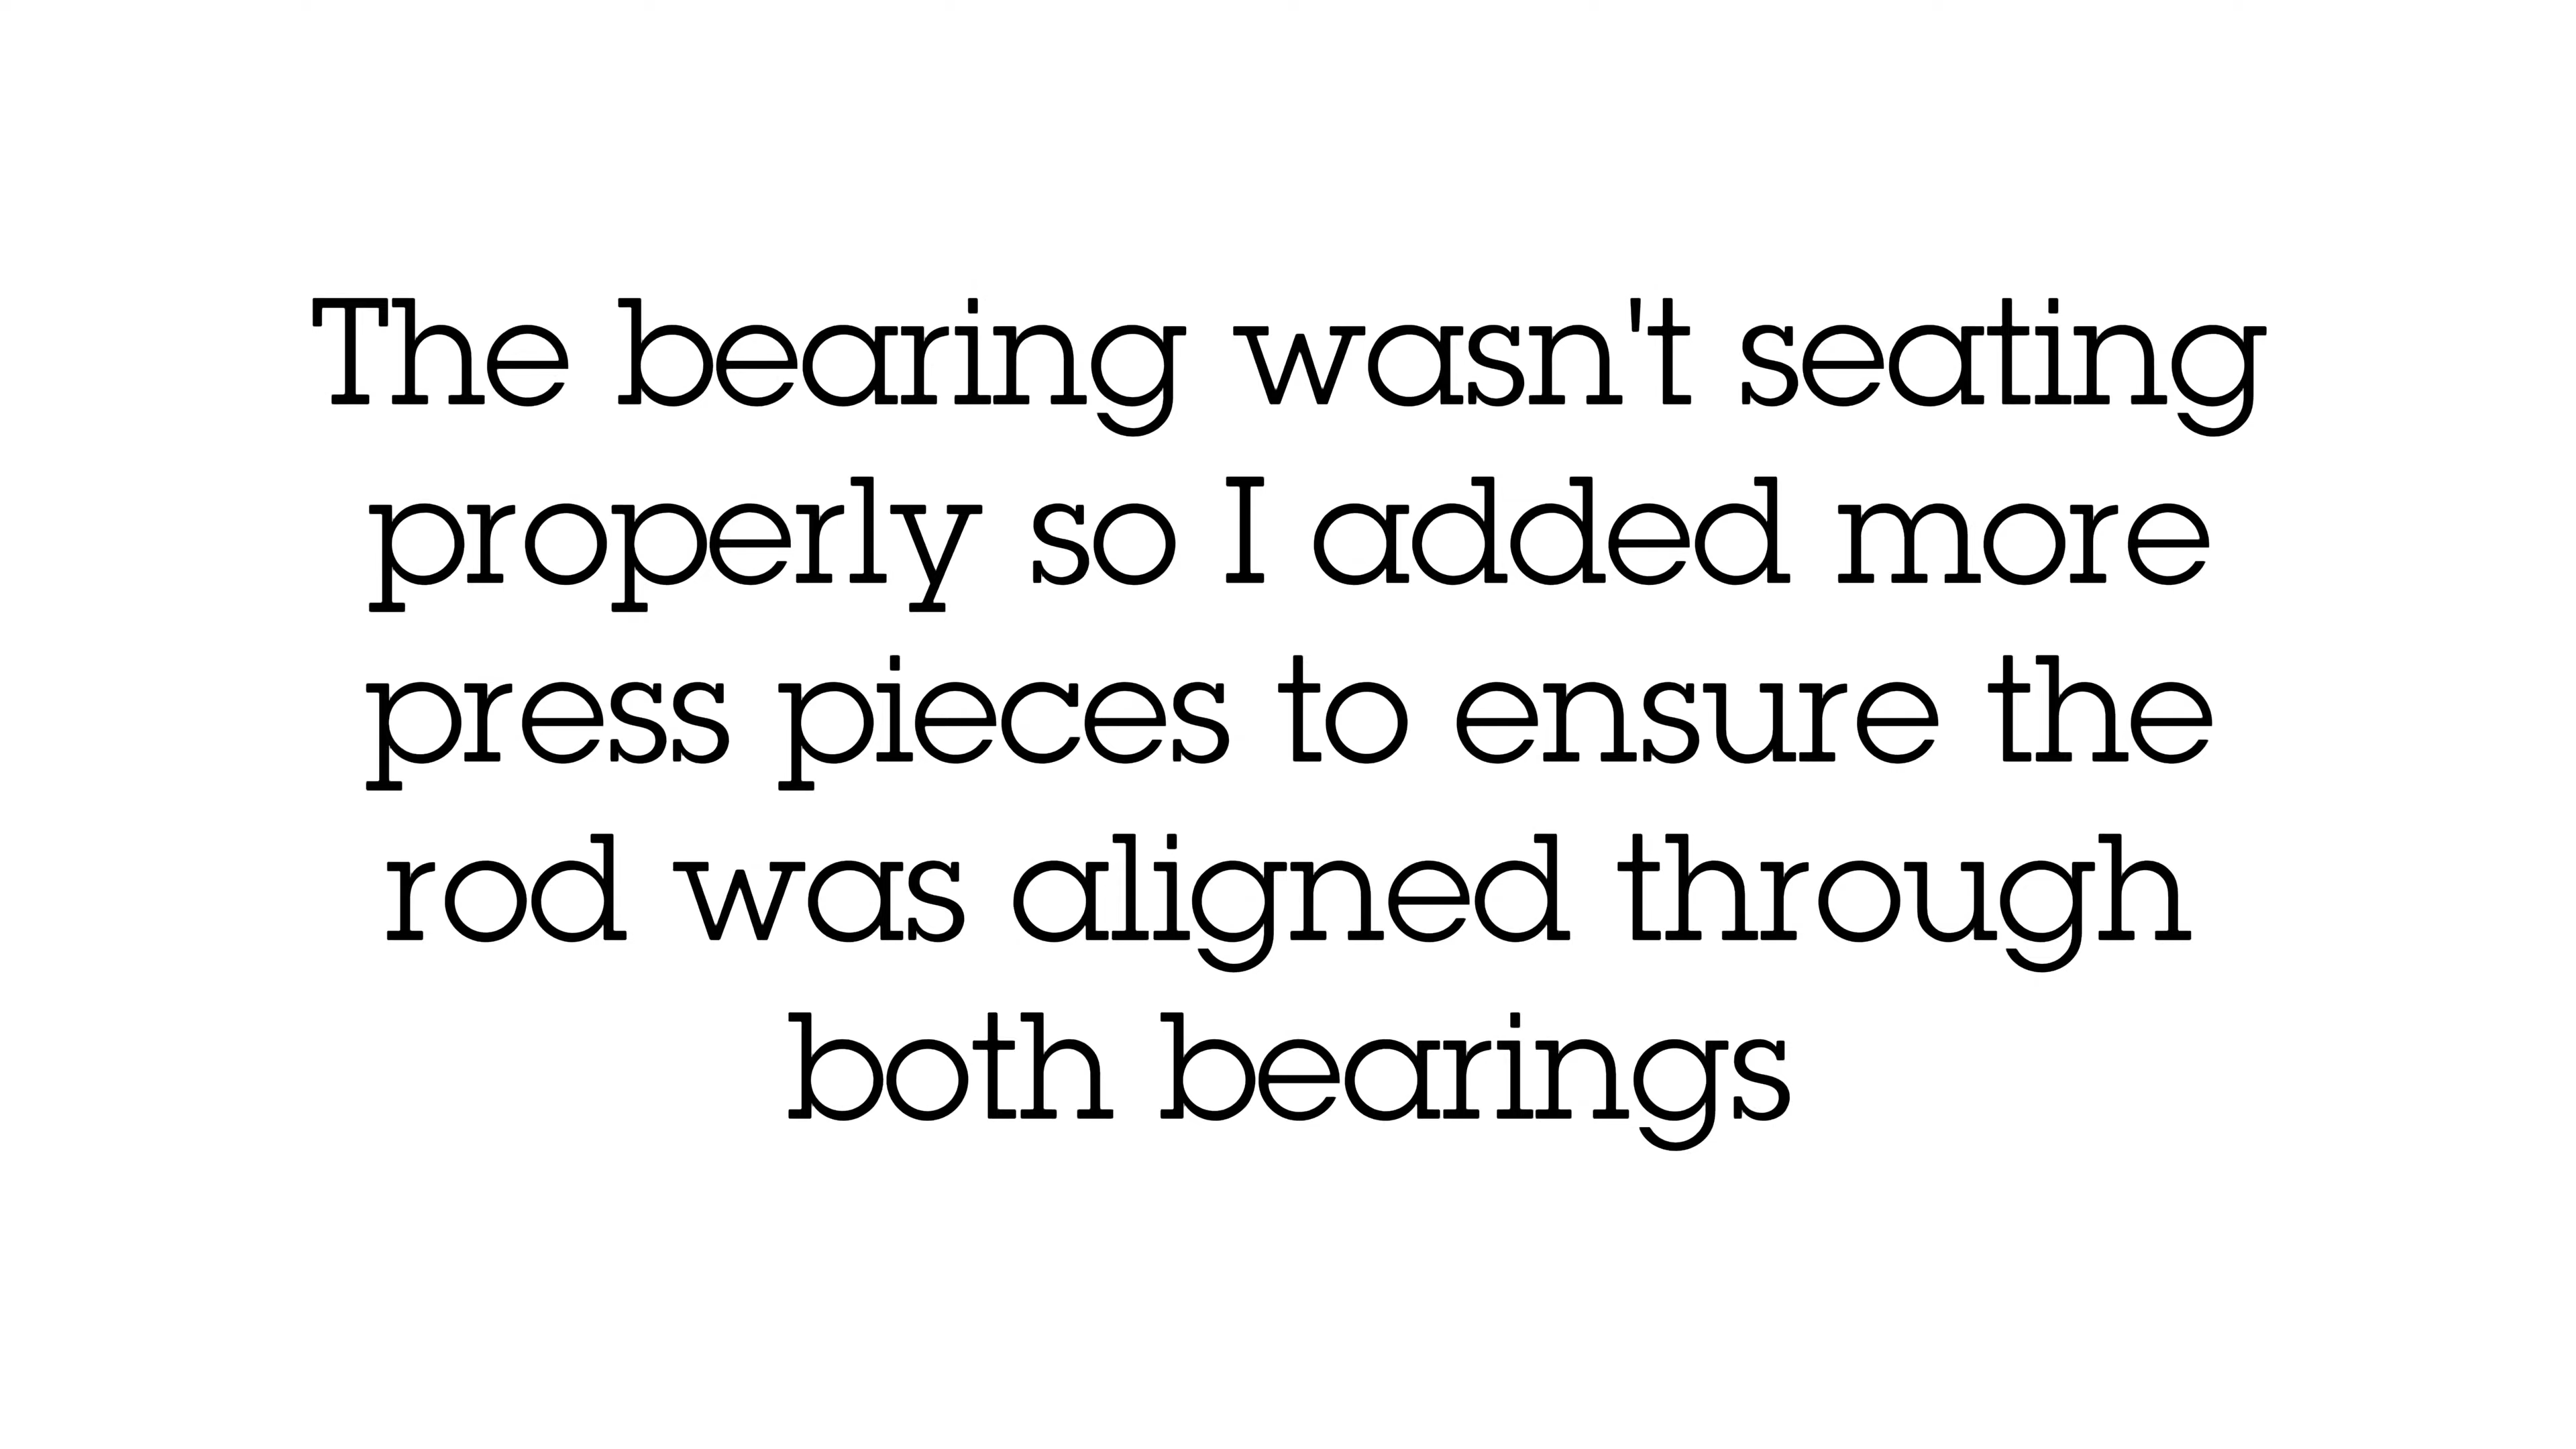 The bearing wasn't seating
properly so I added more
press pieces to ensure the
rod was aligned through
both bearings